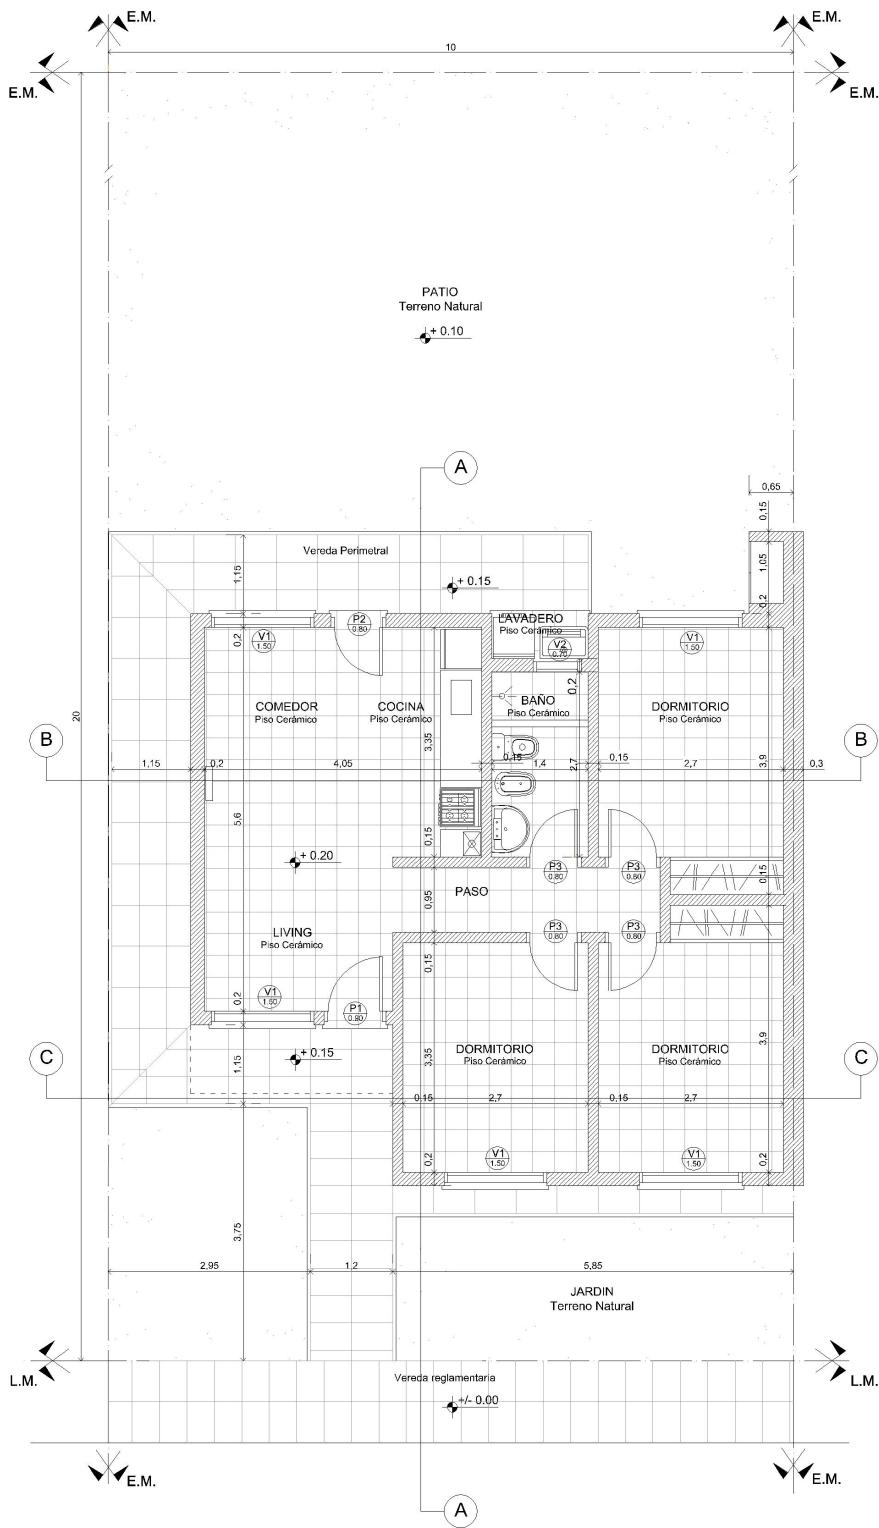 E.M.
E.M.
10
E.M.
E.M.
PATIO
Terreno Natural
+ 0.10
A
0,65
0,15
Vereda Perimetral
1,15
1,05
+ 0.15
0,2
LAVADERO
Piso Cerámico
P2
0.80
V1
1.50
0,2
V2
0.70
V1
1.50
0,2
COMEDOR
Piso Cerámico
COCINA
Piso Cerámico
BAÑO
Piso Cerámico
DORMITORIO
Piso Cerámico
20
B
B
3,35
3,9
1,15
0,2
4,05
0,15
1,4
2,7
0,15
2,7
0,3
5,6
0,15
+ 0.20
P3
0.80
P3
0.80
0,15
PASO
0,95
LIVING
Piso Cerámico
P3
0.80
P3
0.80
0,15
V1
1.50
0,2
P1
0.90
C
C
+ 0.15
1,15
3,35
DORMITORIO
Piso Cerámico
DORMITORIO
Piso Cerámico
3,9
0,15
2,7
0,15
2,7
0,2
V1
1.50
V1
1.50
0,2
3,75
2,95
1,2
5,85
JARDIN
Terreno Natural
L.M.
L.M.
Vereda reglamentaria
+/- 0.00
E.M.
E.M.
A